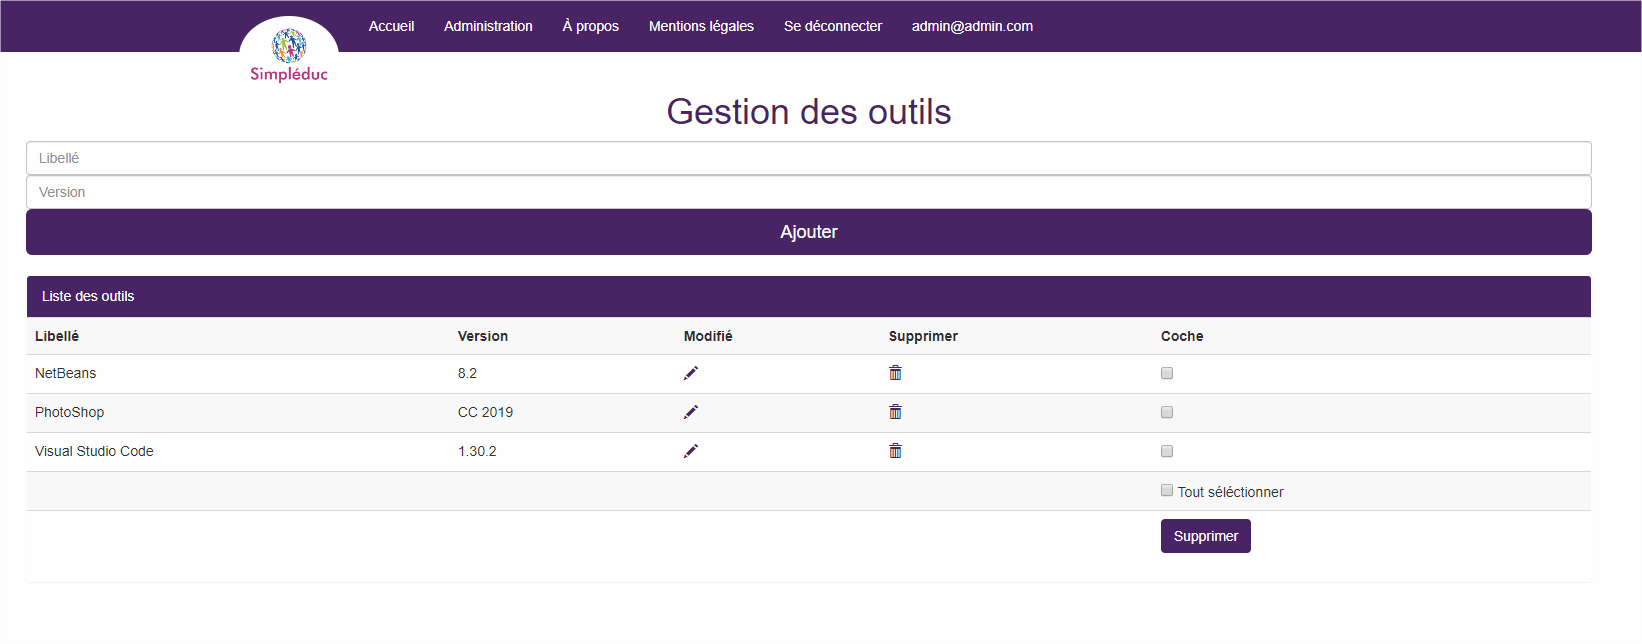 Accueil Administration À propos Mentions légales Se déconnecter admin@admin.com
Simpléduc
Gestion des outils
Libellé
Version
Ajouter
Liste des outils
Libellé Version Modifié Supprimer Coche
NetBeans 8.2
PhotoShop CC 2019
Visual Studio Code 1.30.2
Tout séléctionner
Supprimer